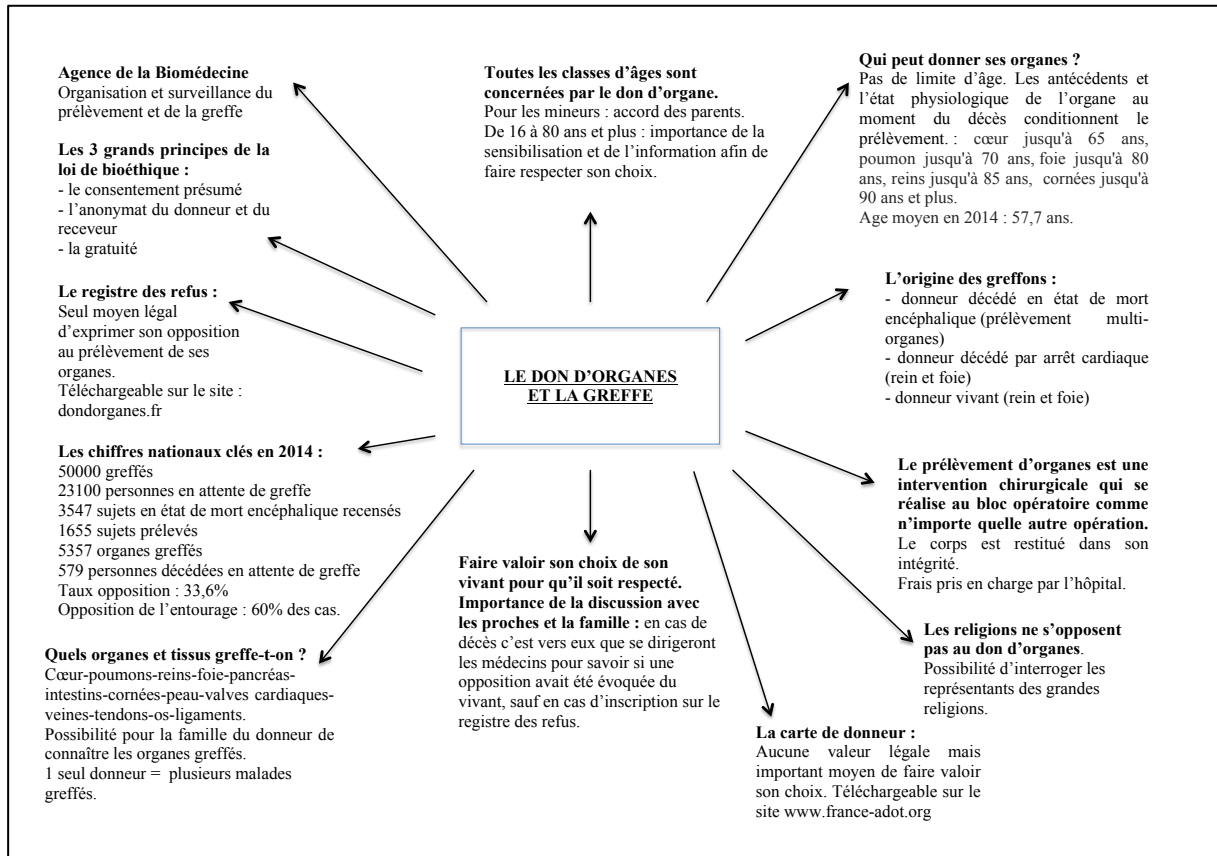 Agence de la Biomédecine
Organisation et surveillance du
prélèvement et de la greffe
Les 3 grands principes de la
loi de bioéthique :
- le consentement présumé
- l'anonymat du donneur et du
receveur
- la gratuité
Le registre des refus :
Seul moyen légal
d'exprimer son opposition
au prélèvement de ses
organes.
Téléchargeable sur le site :
dondorganes.fr
Les chiffres nationaux clés en 2014 :
50000 greffés
23100 personnes en attente de greffe
3547 sujets en état de mort encéphalique recensés
1655 sujets prélevés
5357 organes greffés
579 personnes décédées en attente de greffe
Taux opposition : 33,6%
Opposition de l'entourage : 60% des cas.
Quels organes et tissus greffe-t-on ?
Cœur-poumons-reins-foie-pancréas-
intestins-cornées-peau-valves cardiaques-
veines-tendons-os-ligaments.
Possibilité pour la famille du donneur de
connaître les organes greffés.
1 seul donneur = plusieurs malades
greffés.
Toutes les classes d'âges sont
concernées par le don d'organe.
Pour les mineurs : accord des parents.
De 16 à 80 ans et plus : importance de la
sensibilisation et de l'information afin de
faire respecter son choix.
LE DON D'ORGANES
ET LA GREFFE
Faire valoir son choix de son
vivant pour qu'il soit respecté.
Importance de la discussion avec
les proches et la famille : en cas de
décès c'est vers eux que se dirigeront
les médecins pour savoir si une
opposition avait été évoquée du
vivant, sauf en cas d'inscription sur le
registre des refus.
Qui peut donner ses organes ?
Pas de limite d'âge. Les antécédents et
l'état physiologique de l'organe au
moment du décès conditionnent le
prélèvement. : cœur jusqu'à 65 ans,
poumon jusqu'à 70 ans, foie jusqu'à 80
ans, reins jusqu'à 85 ans, cornées jusqu'à
90 ans et plus.
Age moyen en 2014 : 57,7 ans.
L'origine des greffons :
- donneur décédé en état de mort
encéphalique (prélèvement multi-
organes)
- donneur décédé par arrêt cardiaque
(rein et foie)
- donneur vivant (rein et foie)
Le prélèvement d'organes est une
intervention chirurgicale qui se
réalise au bloc opératoire comme
n'importe quelle autre opération.
Le corps est restitué dans son
intégrité.
Frais pris en charge par l'hôpital.
Les religions ne s'opposent
pas au don d'organes.
Possibilité d'interroger les
représentants des grandes
religions.
La carte de donneur :
Aucune valeur légale mais
important moyen de faire valoir
son choix. Téléchargeable sur le
site www.france-adot.org